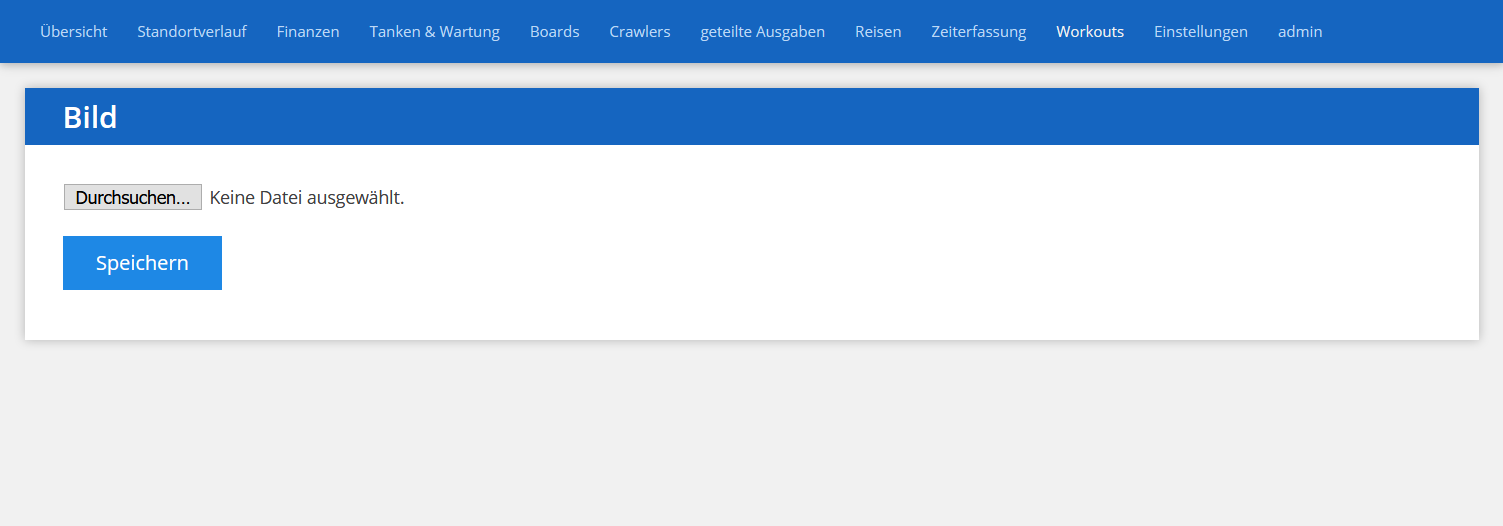 Übersicht Standortverlauf Finanzen Tanken & Wartung Boards Crawlers geteilte Ausgaben Reisen Zeiterfassung Workouts Einstellungen admin
Bild
Durchsuchen... Keine Datei ausgewählt.
Speichern